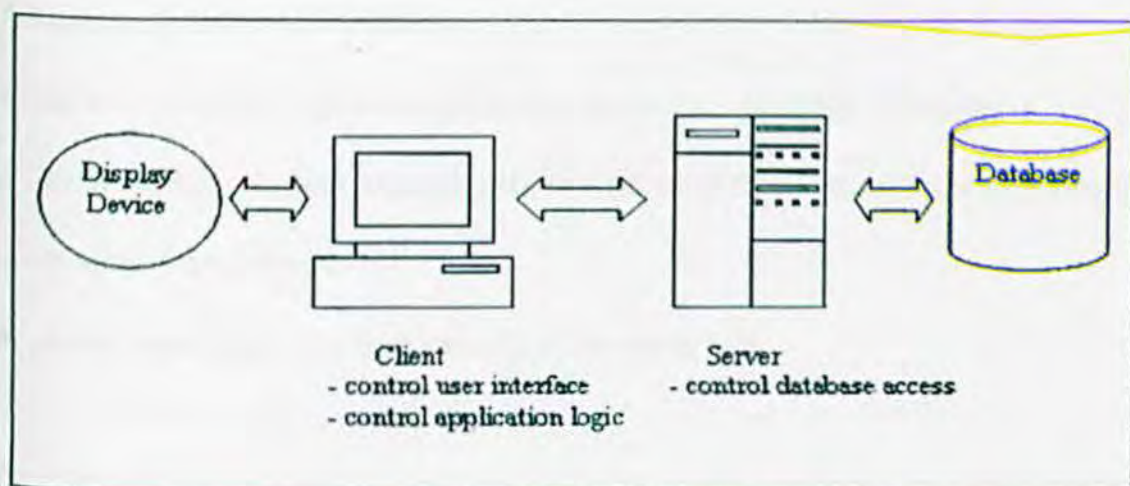 Display
Device
Database
Client
- control user interface
- control application logic
Server
- control database access